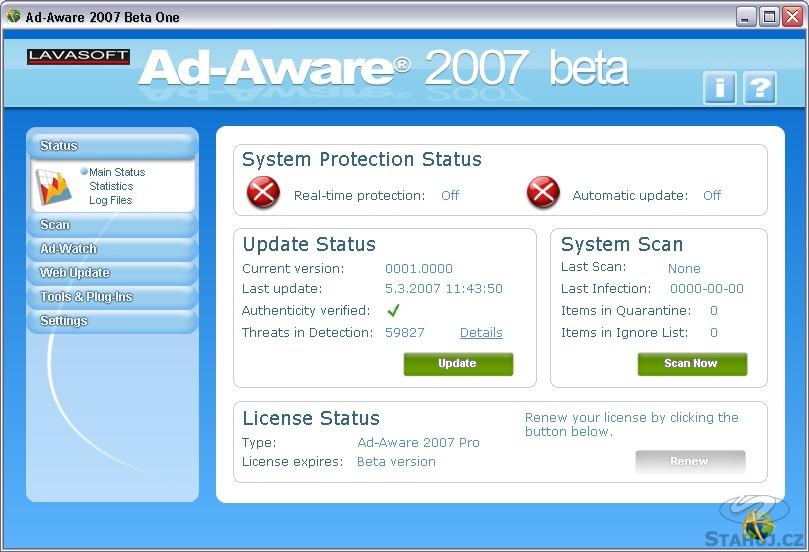 Ad-Aware 2007 Beta One
LAVASOFT
Ad-Aware® 2007 beta
i ?
Status
Main Status
Statistics
Log Files
Scan
Ad-Watch
Web Update
Tools & Plug-Ins
Settings
System Protection Status
Real-time protection: Off
Automatic update: Off
Update Status
Current version: 0001.0000
Last update: 5.3.2007 11:43:50
Authenticity verified:
Threats in Detection: 59827 Details
Update
System Scan
Last Scan: None
Last Infection: 0000-00-00
Items in Quarantine: 0
Items in Ignore List: 0
Scan Now
License Status
Type: Ad-Aware 2007 Pro
License expires: Beta version
Renew your license by clicking the
button below.
Renew
STAHUJ.CZ